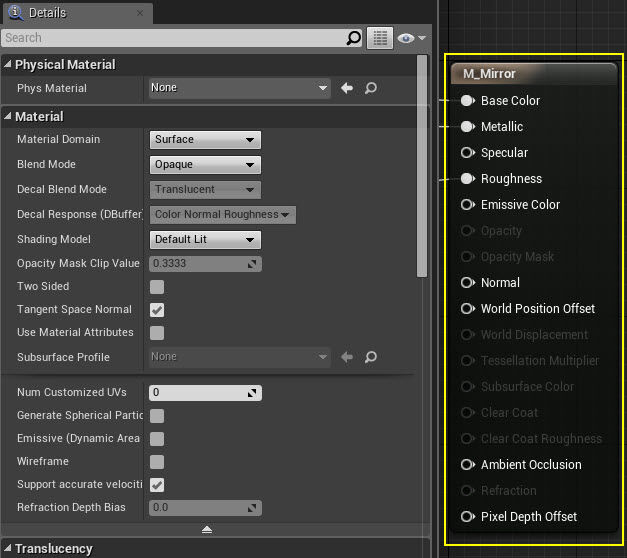 Details
Search
Physical Material
Phys Material None
Material
Material Domain Surface
Blend Mode Opaque
Decal Blend Mode Translucent
Decal Response (DBuffer Color Normal Roughness
Shading Model Default Lit
Opacity Mask Clip Value 0.3333
Two Sided
Tangent Space Normal
Use Material Attributes
Subsurface Profile None
Num Customized UVs 0
Generate Spherical Partic
Emissive (Dynamic Area
Wireframe
Support accurate velociti
Refraction Depth Bias 0.0
Translucency
M_Mirror
Base Color
Metallic
Specular
Roughness
Emissive Color
Opacity
Opacity Mask
Normal
World Position Offset
World Displacement
Tessellation Multiplier
Subsurface Color
Clear Coat
Clear Coat Roughness
Ambient Occlusion
Refraction
Pixel Depth Offset